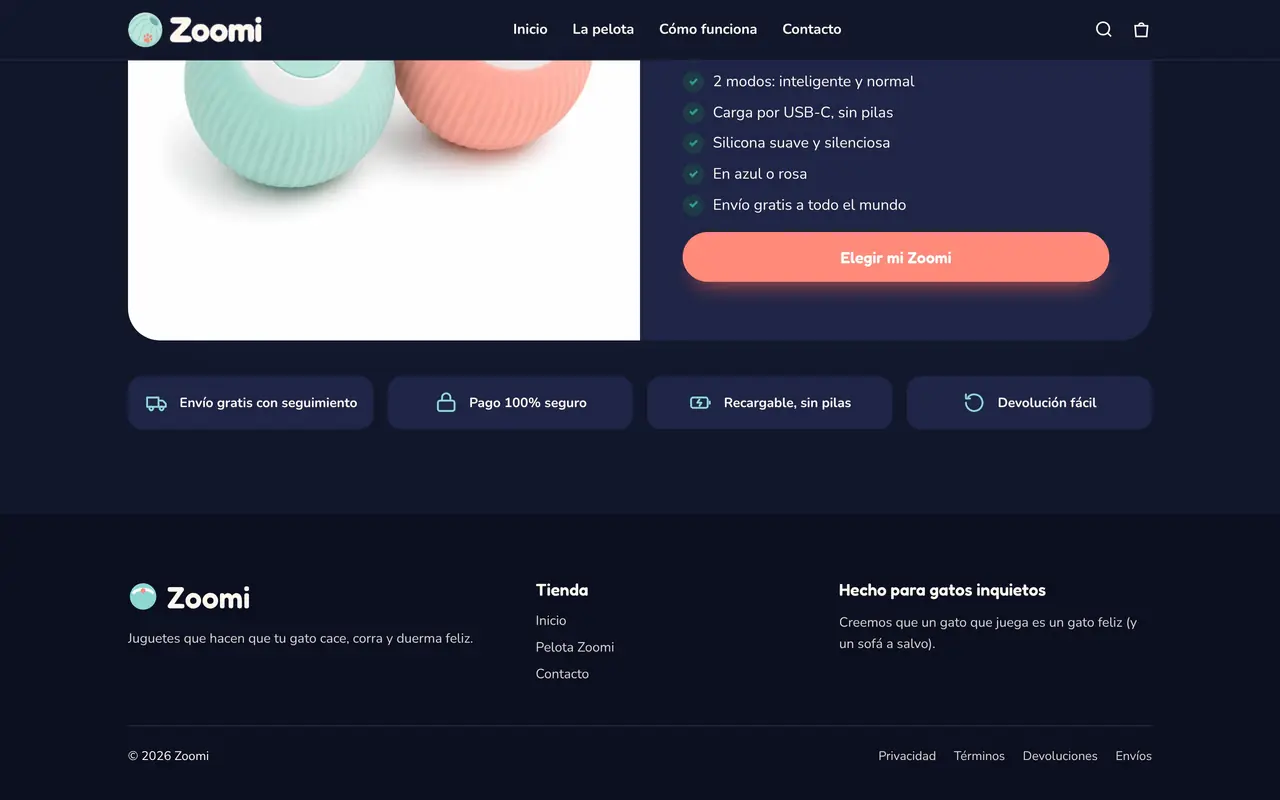 Zoomi
Inicio
La pelota
Cómo funciona
Contacto
2 modos: inteligente y normal
Carga por USB-C, sin pilas
Silicona suave y silenciosa
En azul o rosa
Envío gratis a todo el mundo
Elegir mi Zoomi
Envío gratis con seguimiento
Pago 100% seguro
Recargable, sin pilas
Devolución fácil
Zoomi
Juguetes que hacen que tu gato cace, corra y duerma feliz.
Tienda
Inicio
Pelota Zoomi
Contacto
Hecho para gatos inquietos
Creemos que un gato que juega es un gato feliz (y
un sofá a salvo).
© 2026 Zoomi
Privacidad
Términos
Devoluciones
Envíos